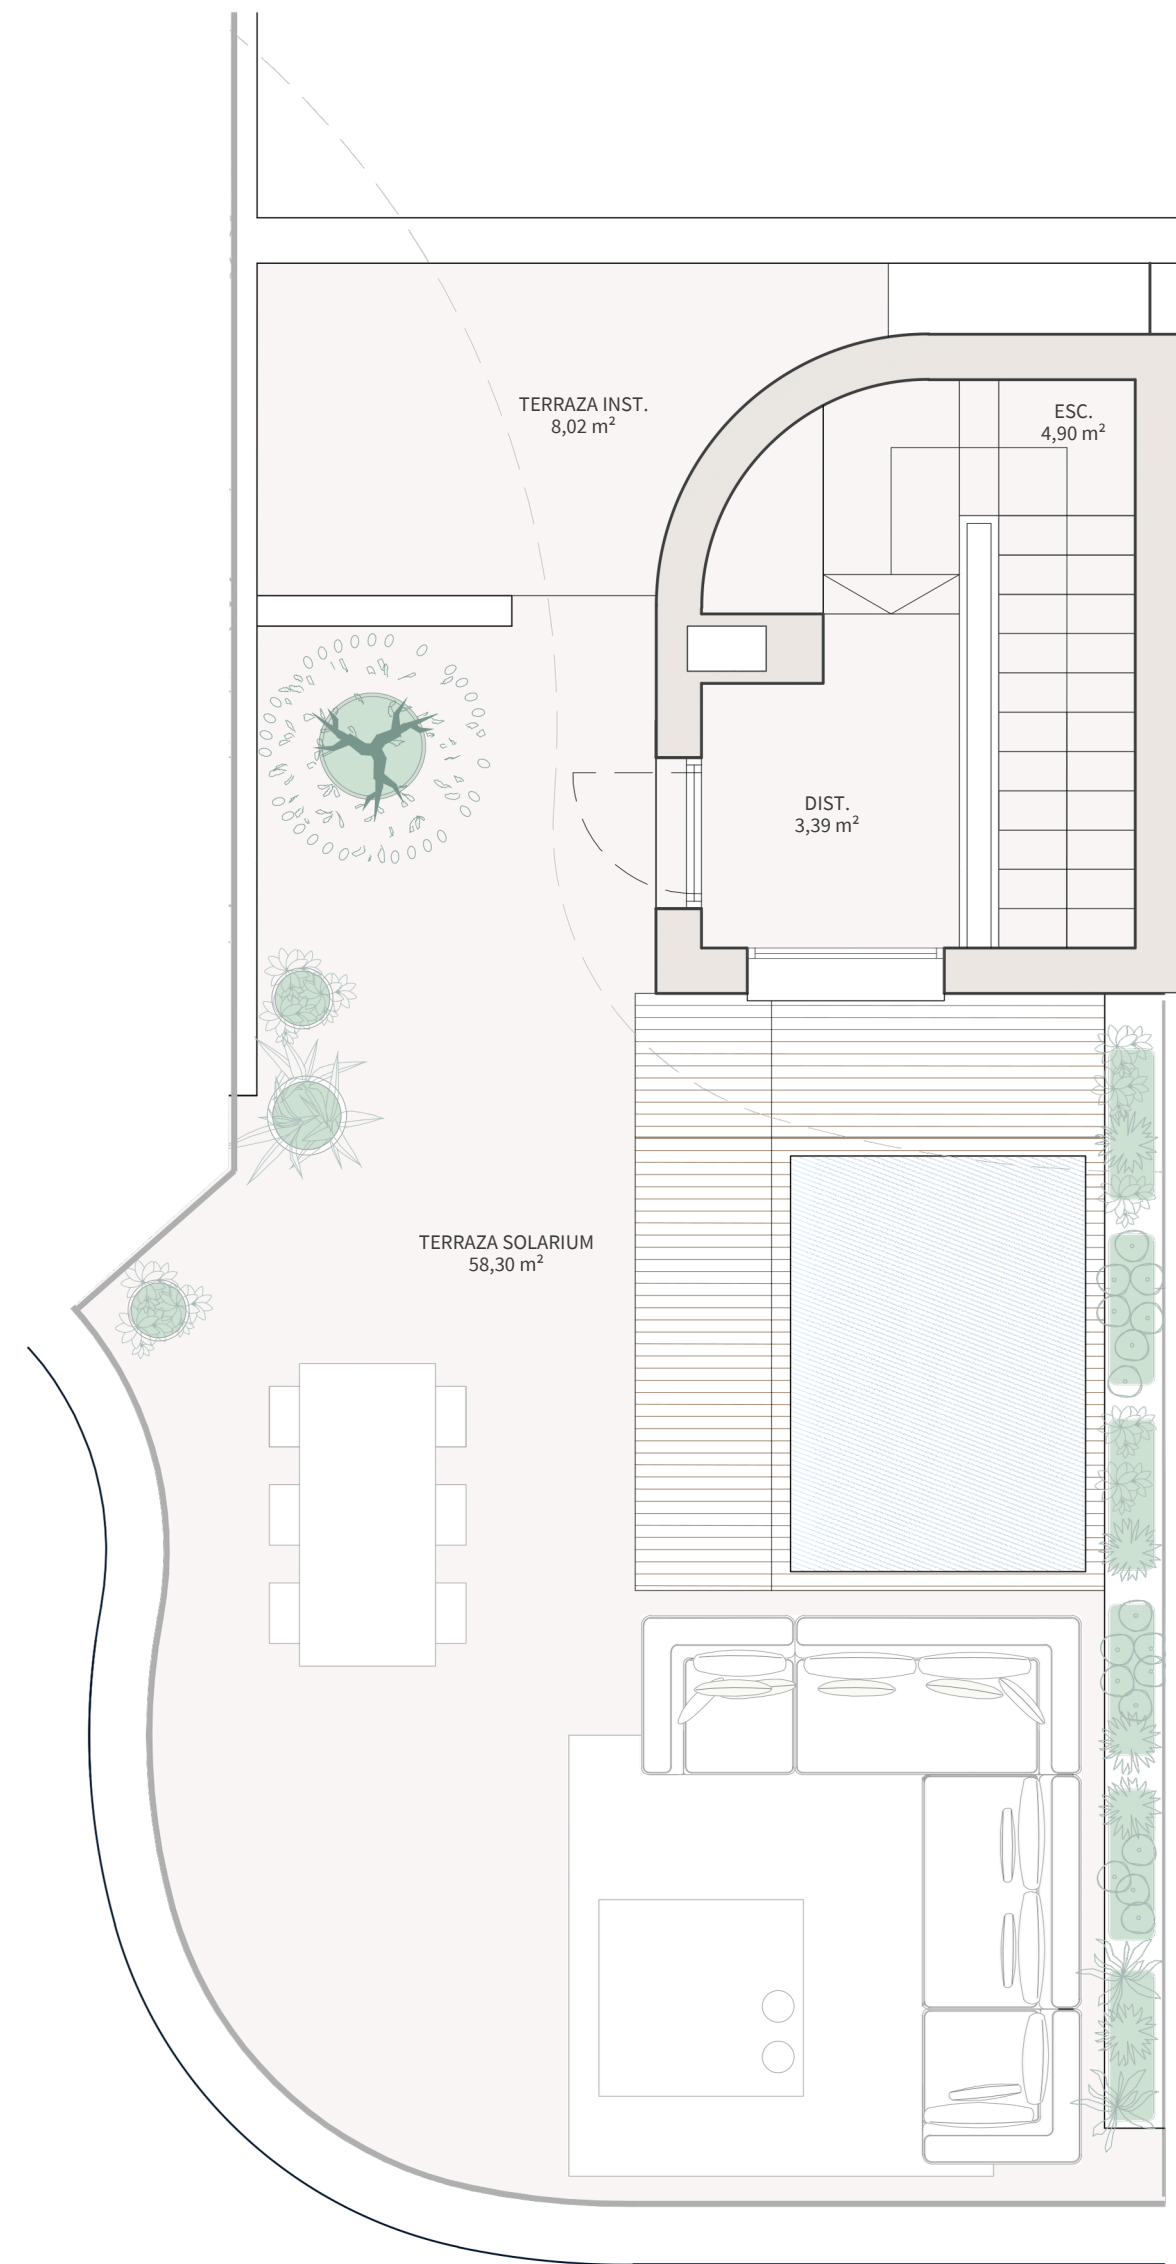 TERRAZA INST.
8,02 m²
ESC.
4,90 m²
DIST.
3,39 m²
TERRAZA SOLARIUM
58,30 m²